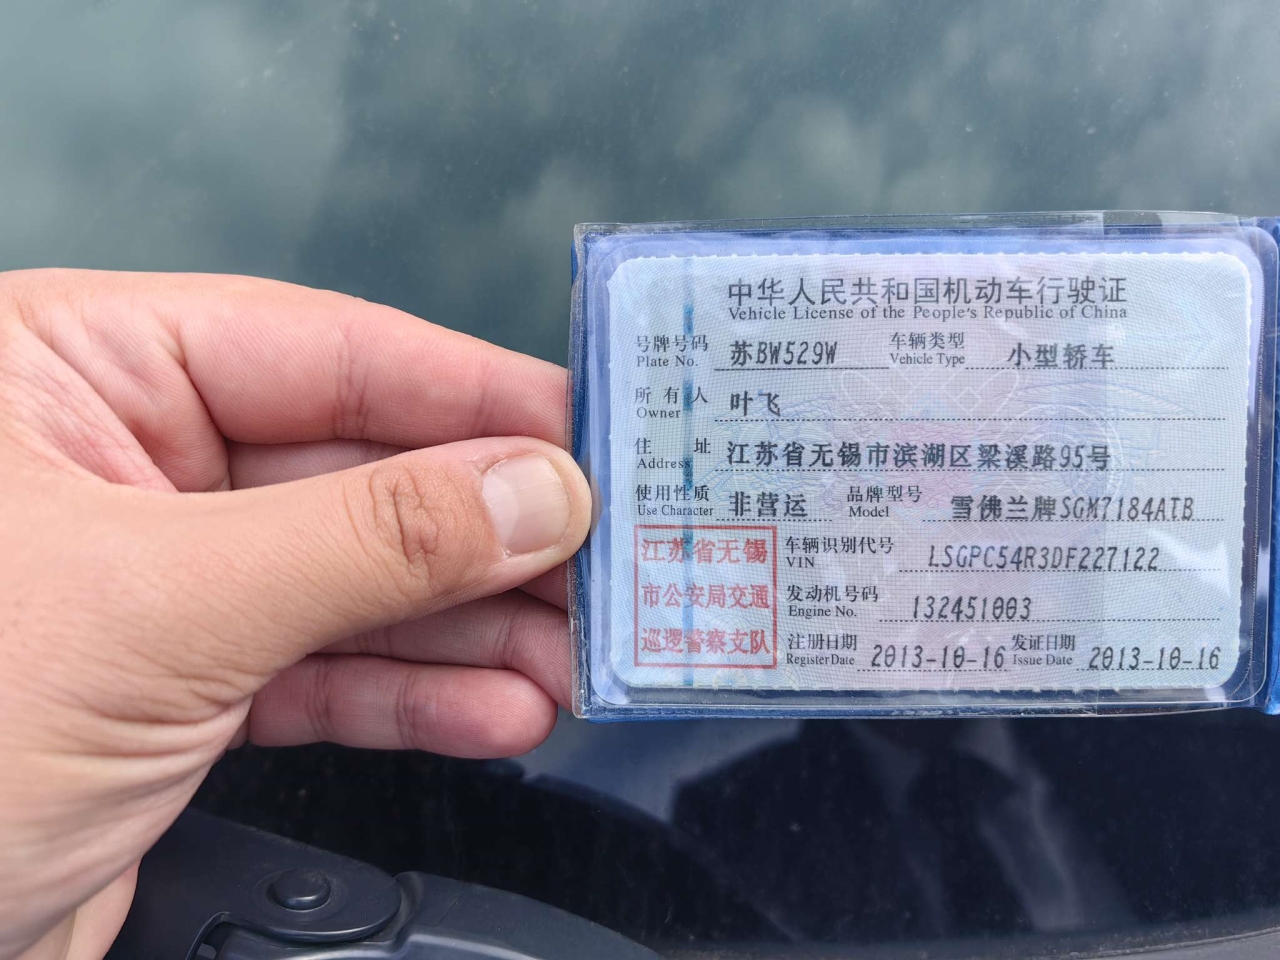 中华人民共和国机动车行驶证
Vehicle License of the People's Republic of China
号牌号码 苏BW529W 车辆类型 小型轿车
Plate No. Vehicle Type
所有人 叶飞
Owner
住址 江苏省无锡市滨湖区梁溪路95号
Address
使用性质 非营运 品牌型号 雪佛兰牌SGM7184ATB
Use Character Model
江苏省无锡
市公安局交通
巡逻警察支队
车辆识别代号 LSGPC54R3DF227122
VIN
发动机号码 132451003
Engine No.
注册日期 2013-10-16 发证日期 2013-10-16
Register Date Issue Date